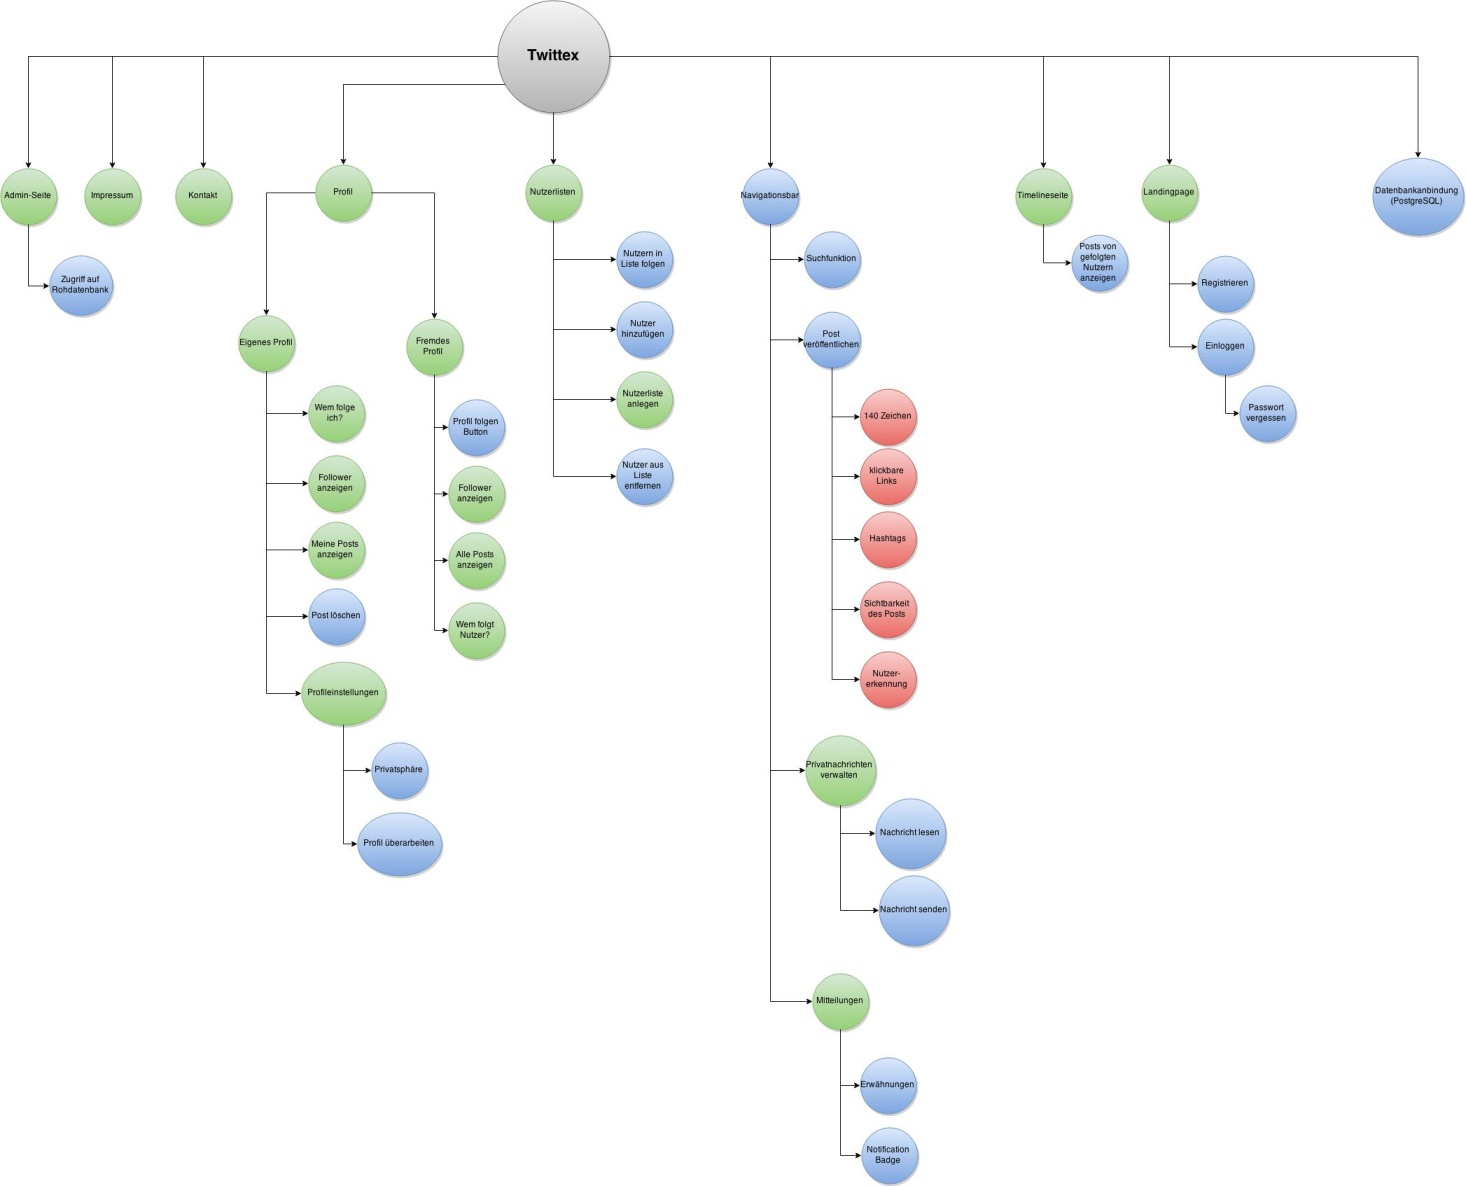 Twittex
Admin-Seite
Impressum
Kontakt
Profil
Nutzerlisten
Navigationsbar
Timelineseite
Landingpage
Datenbankanbindung
(PostgreSQL)
Zugriff auf
Rohdatenbank
Eigenes Profil
Wem folge
ich?
Follower
anzeigen
Meine Posts
anzeigen
Post löschen
Profileinstellungen
Privatsphäre
Profil überarbeiten
Fremdes
Profil
Profil folgen
Button
Follower
anzeigen
Alle Posts
anzeigen
Wem folgt
Nutzer?
Nutzern in
Liste folgen
Nutzer
hinzufügen
Nutzerliste
anlegen
Nutzer aus
Liste
entfernen
Suchfunktion
Post
veröffentlichen
140 Zeichen
klickbare
Links
Hashtags
Sichtbarkeit
des Posts
Nutzer-
erkennung
Privatnachrichten
verwalten
Nachricht lesen
Nachricht senden
Mitteilungen
Erwähnungen
Notification
Badge
Posts von
gefolgten
Nutzern
anzeigen
Registrieren
Einloggen
Passwort
vergessen